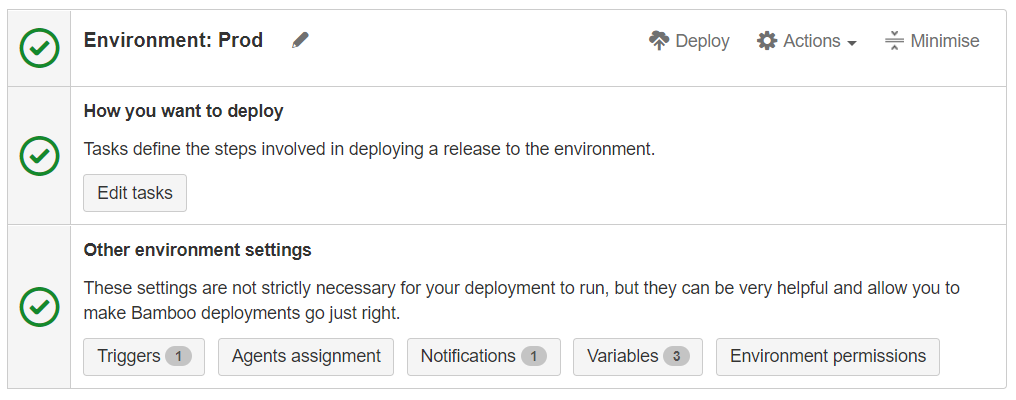 Environment: Prod
Deploy
Actions
Minimise
How you want to deploy
Tasks define the steps involved in deploying a release to the environment.
Edit tasks
Other environment settings
These settings are not strictly necessary for your deployment to run, but they can be very helpful and allow you to
make Bamboo deployments go just right.
Triggers 1
Agents assignment
Notifications 1
Variables 3
Environment permissions